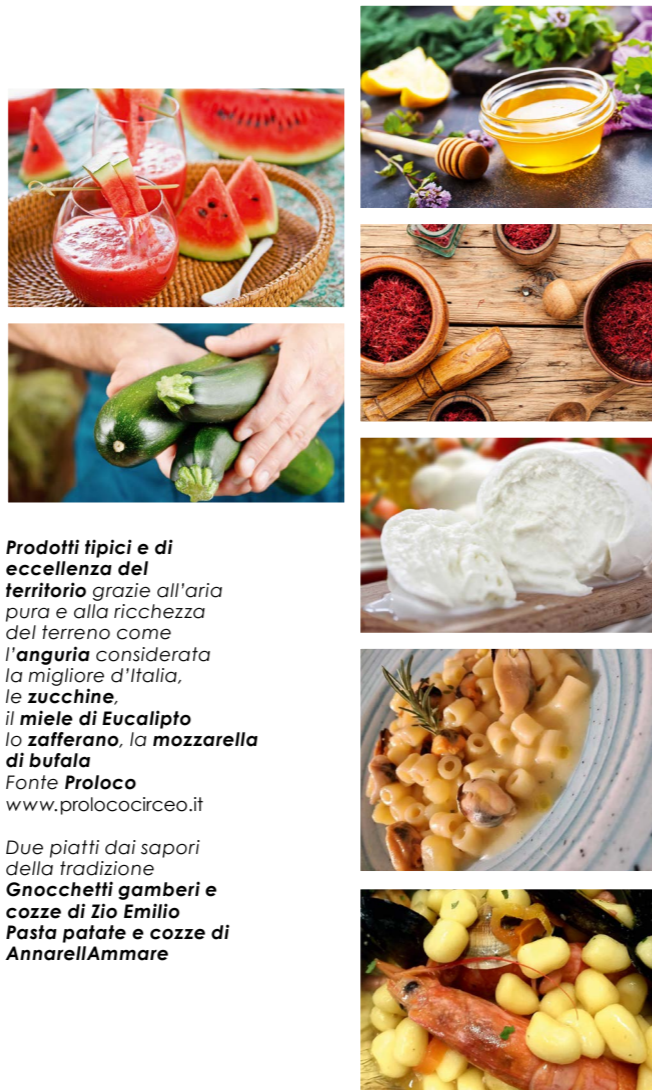 Prodotti tipici e di
eccellenza del
territorio grazie all'aria
pura e alla ricchezza
del terreno come
l'anguria considerata
la migliore d'Italia,
le zucchine,
il miele di Eucalipto
lo zafferano, la mozzarella
di bufala
Fonte Proloco
www.prolococirceo.it
Due piatti dai sapori
della tradizione
Gnocchetti gamberi e
cozze di Zio Emilio
Pasta patate e cozze di
AnnarellAmmare